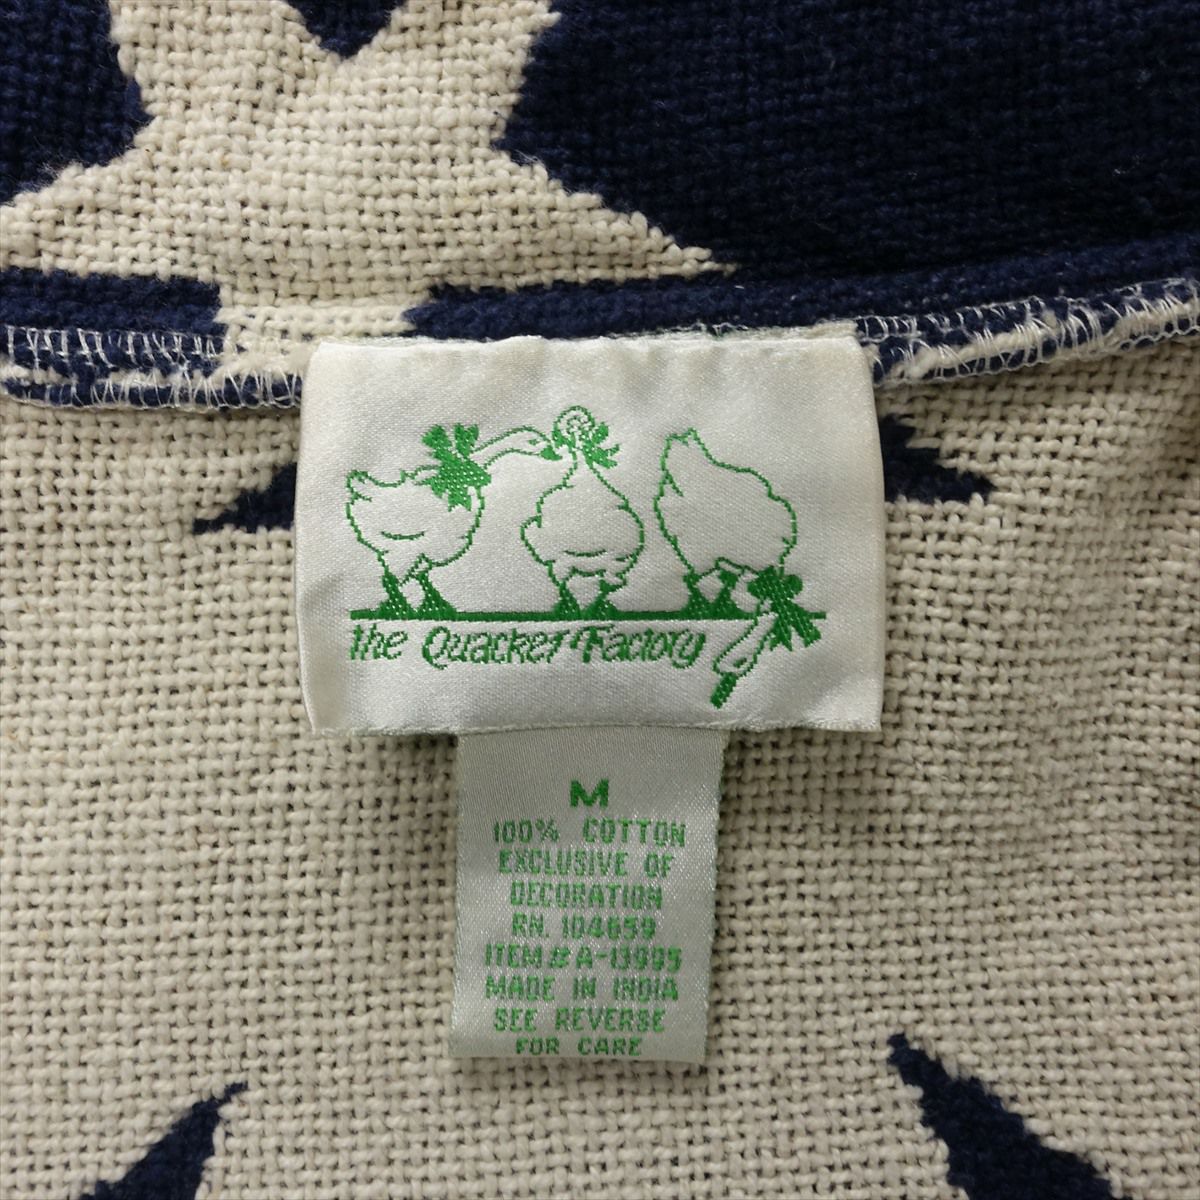 the Quacker Factory
M
100% COTTON
EXCLUSIVE OF
DECORATION
RN. 104659
ITEM# A-13995
MADE IN INDIA
SEE REVERSE
FOR CARE